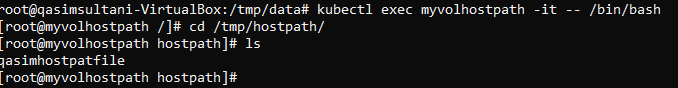 root@qasimsultani-VirtualBox:/tmp/data# kubectl exec myvolhostpath -it -- /bin/bash
[root@myvolhostpath /]# cd /tmp/hostpath/
[root@myvolhostpath hostpath]# ls
qasimhostpatfile
[root@myvolhostpath hostpath]#